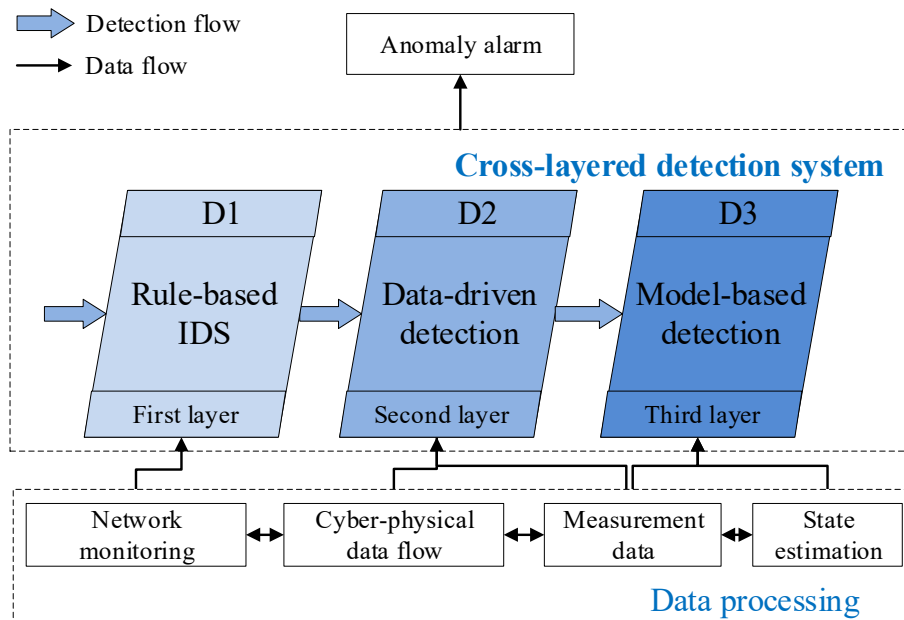 Detection flow
Data flow
Anomaly alarm
Cross-layered detection system
D1
Rule-based
IDS
First layer
D2
Data-driven
detection
Second layer
D3
Model-based
detection
Third layer
Network
monitoring
Cyber-physical
data flow
Measurement
data
State
estimation
Data processing